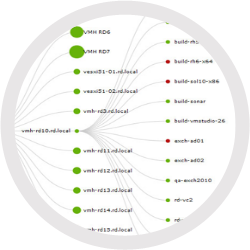 VMH RD6
VMH RD7
vesxi51-01.rd.local
vesxi51-02.rd.local
vmh-rd3.rd.local
vmh-rd10.rd.local
vmh-rd11.rd.local
vmh-rd12.rd.local
vmh-rd13.rd.local
vmh-rd14.rd.local
build-rh6-x64
build-sol10-x86
build-sonar
build-vmstudio-26
exch-ad01
exch-ad02
qa-exch2010
rd-vc2